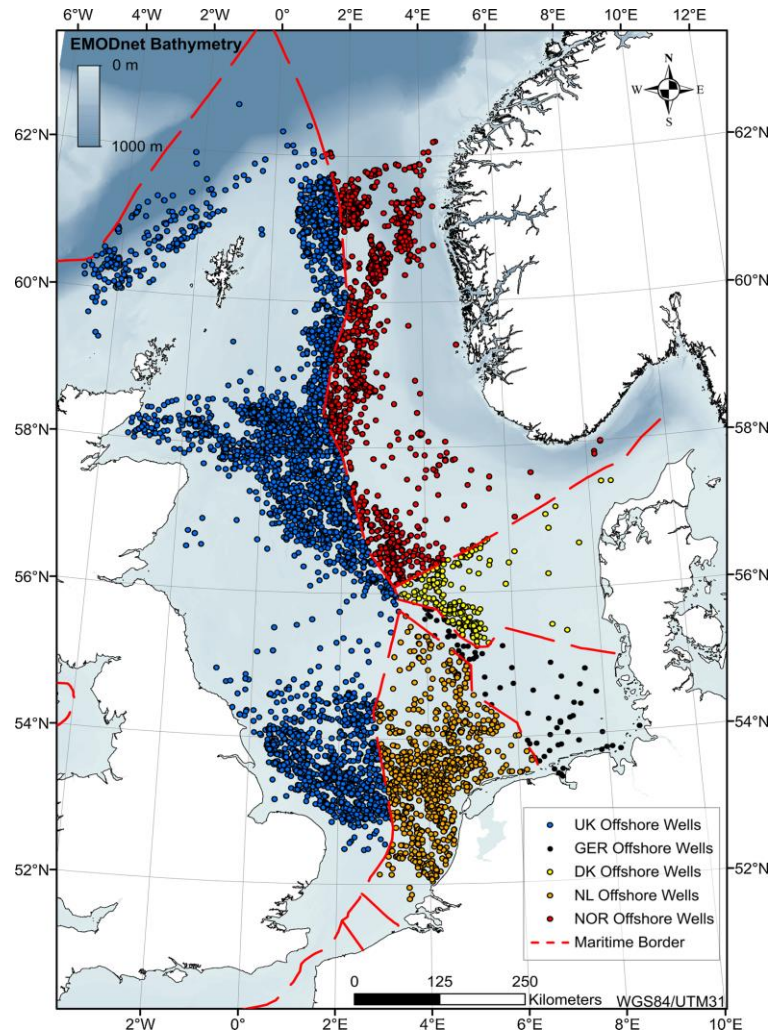 6°W 4°W 2°W 0° 2°E 4°E 6°E 8°E 10°E 12°E
EMODnet Bathymetry
0 m
1000 m
N
W E
S
62°N 62°N
60°N 60°N
58°N 58°N
56°N 56°N
54°N 54°N
52°N 52°N
UK Offshore Wells
GER Offshore Wells
DK Offshore Wells
NL Offshore Wells
NOR Offshore Wells
Maritime Border
0 125 250
Kilometers WGS84/UTM31
2°W 0° 2°E 4°E 6°E 8°E 10°E